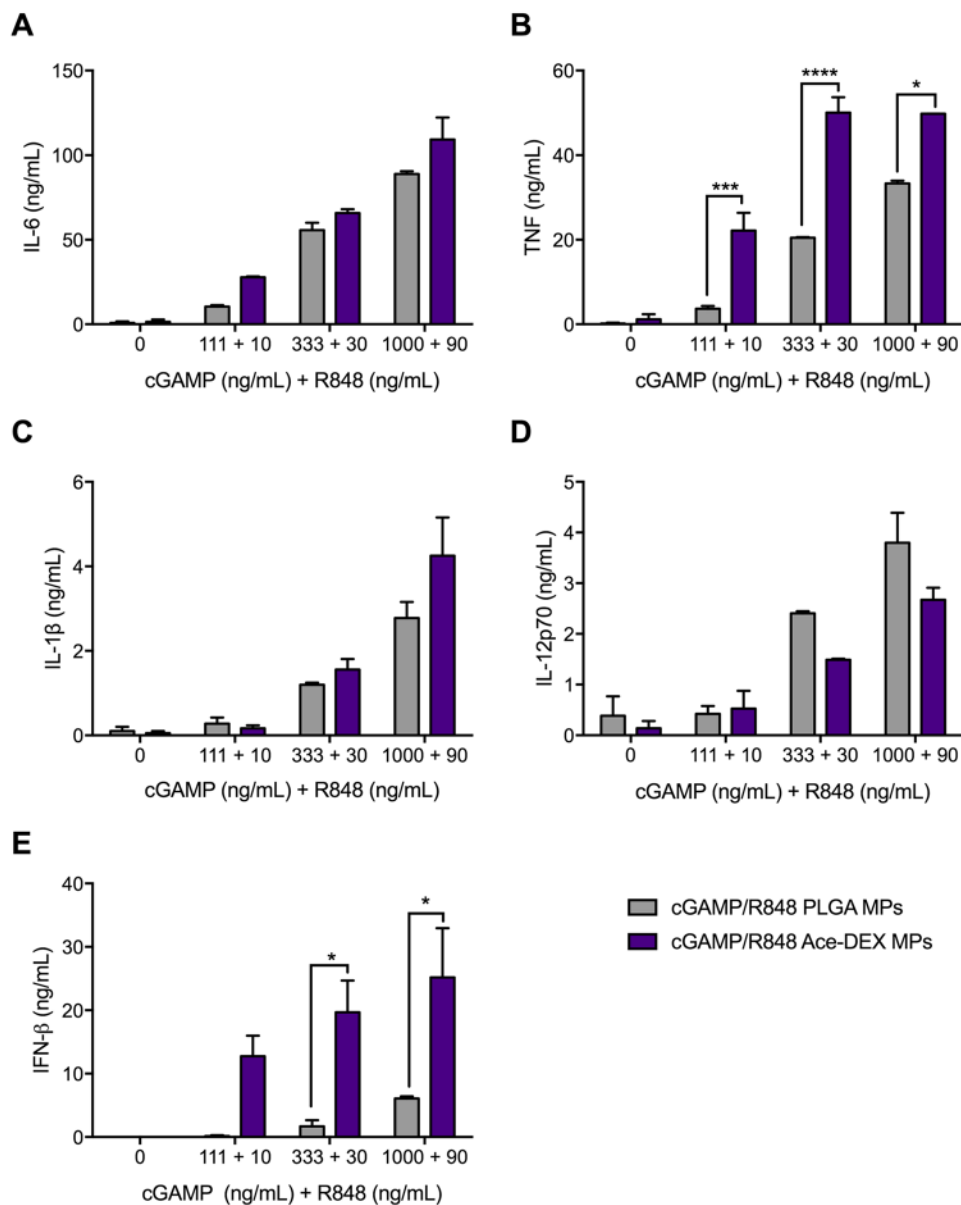 A
IL-6 (ng/mL)
150
100
50
0
0
111 + 10
333 + 30
1000 + 90
cGAMP (ng/mL) + R848 (ng/mL)
B
TNF (ng/mL)
60
40
20
0
***
****
*
0
111 + 10
333 + 30
1000 + 90
cGAMP (ng/mL) + R848 (ng/mL)
C
IL-1β (ng/mL)
6
4
2
0
0
111 + 10
333 + 30
1000 + 90
cGAMP (ng/mL) + R848 (ng/mL)
D
IL-12p70 (ng/mL)
5
4
3
2
1
0
0
111 + 10
333 + 30
1000 + 90
cGAMP (ng/mL) + R848 (ng/mL)
E
IFN-β (ng/mL)
40
30
20
10
0
*
*
0
111 + 10
333 + 30
1000 + 90
cGAMP (ng/mL) + R848 (ng/mL)
cGAMP/R848 PLGA MPs
cGAMP/R848 Ace-DEX MPs